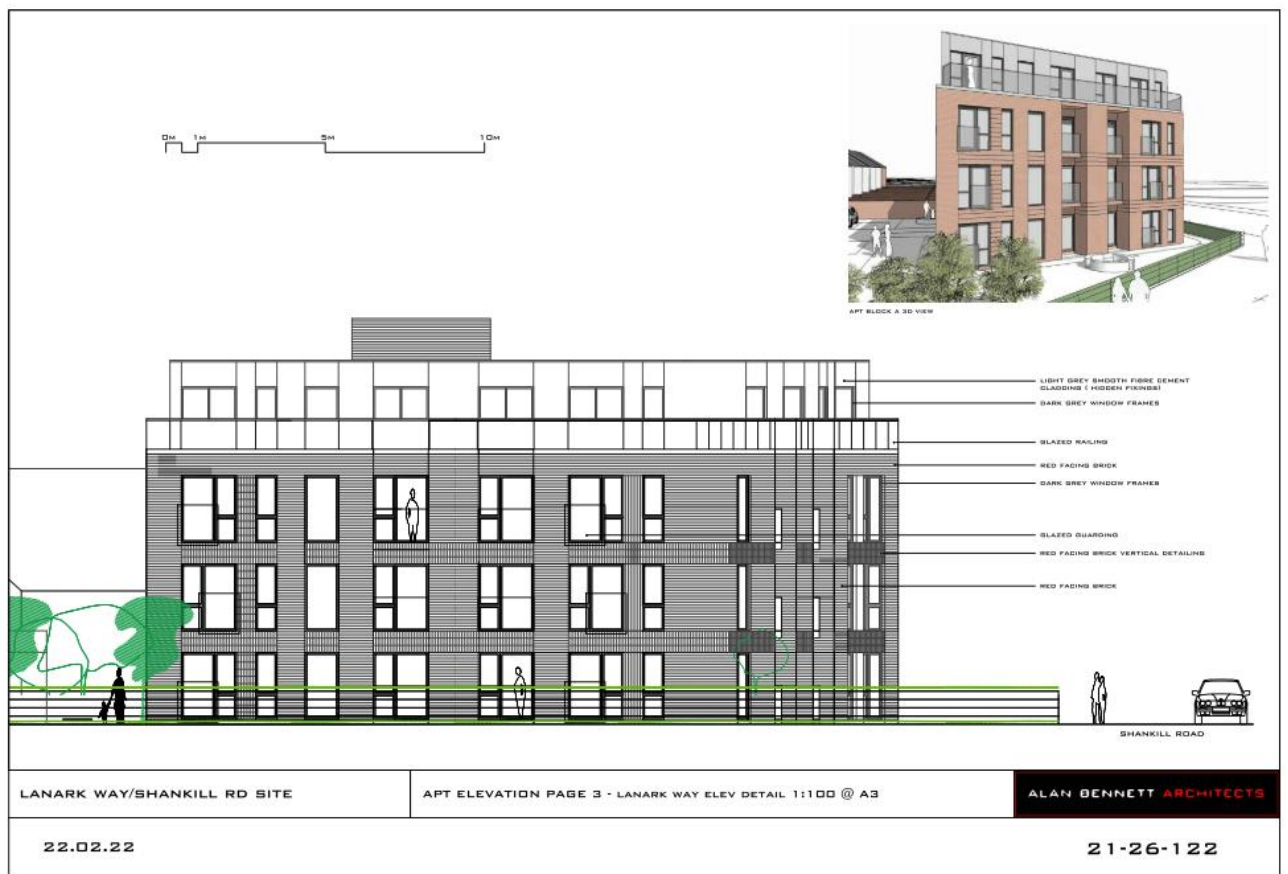 0M 1M 5M 10M
APT BLOCK A 3D VIEW
LIGHT GREY SMOOTH FIBRE CEMENT
CLADDING ( HIDDEN FIXINGS)
DARK GREY WINDOW FRAMES
GLAZED RAILING
RED FACING BRICK
DARK GREY WINDOW FRAMES
GLAZED GUARDING
RED FACING BRICK VERTICAL DETAILING
RED FACING BRICK
SHANKILL ROAD
LANARK WAY/SHANKILL RD SITE
APT ELEVATION PAGE 3 - LANARK WAY ELEV DETAIL 1:100 @ A3
ALAN BENNETT ARCHITECTS
22.02.22
21-26-122